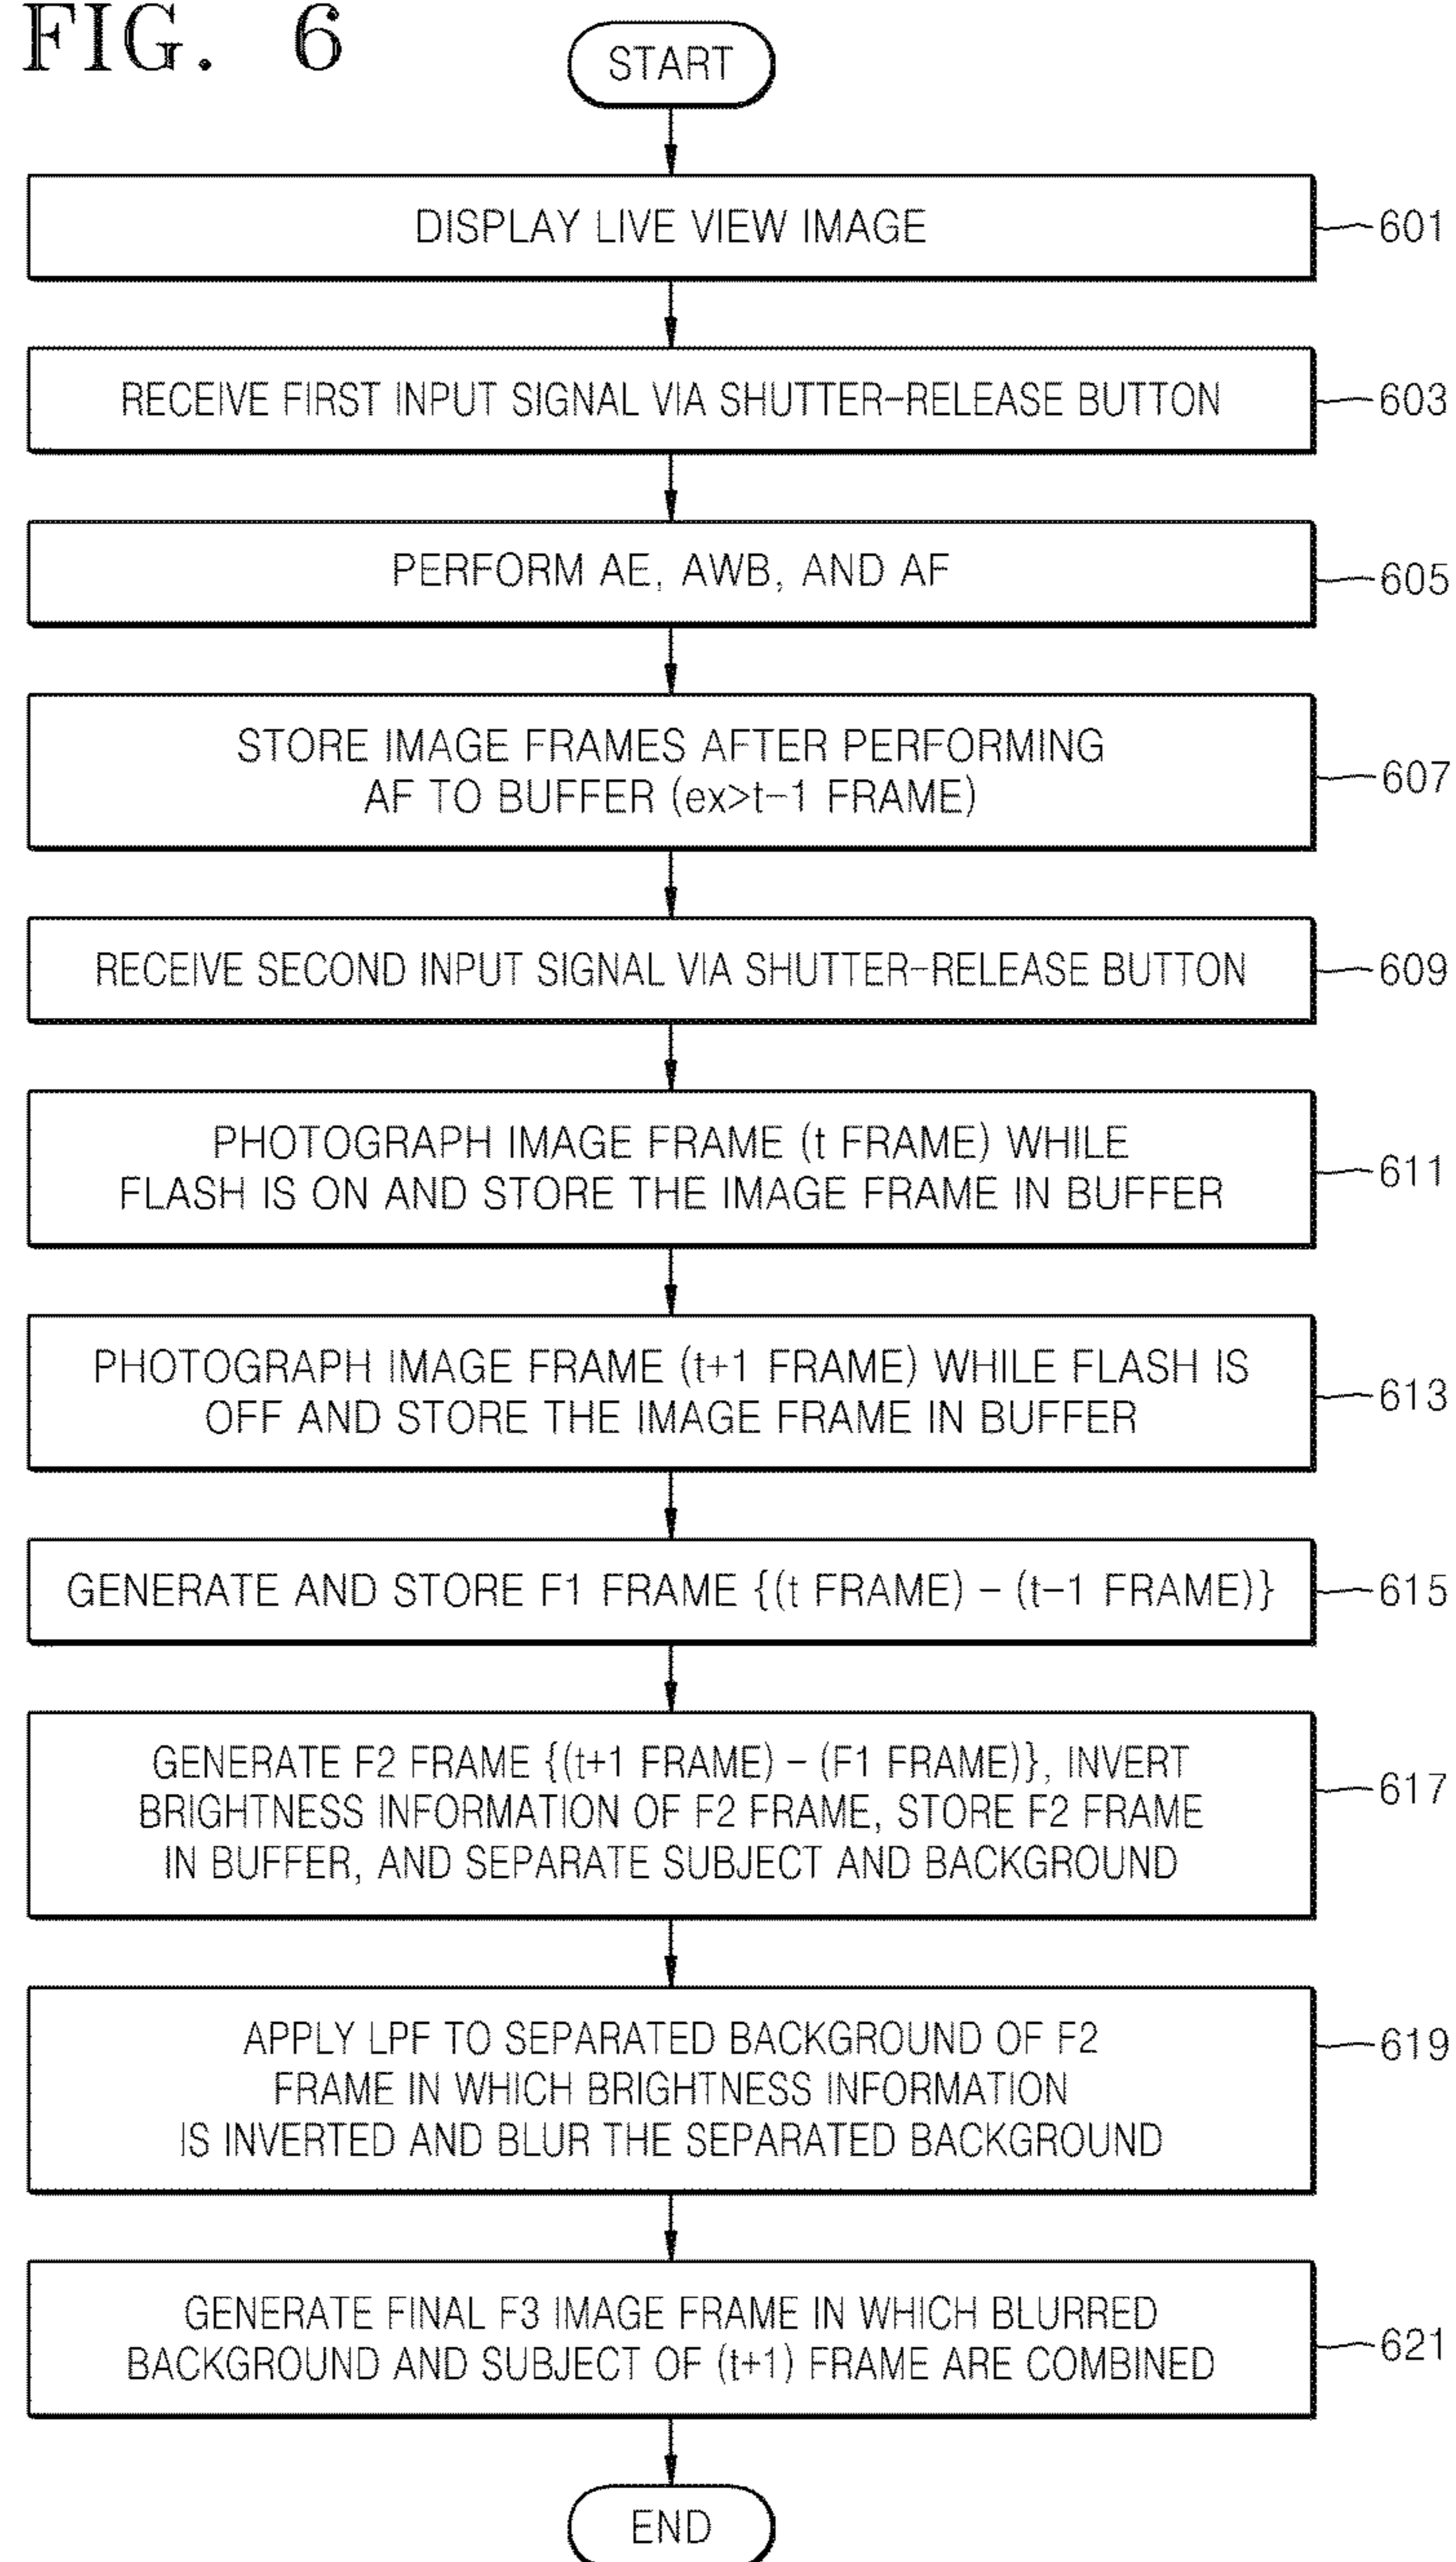 FIG. 6
START
DISPLAY LIVE VIEW IMAGE
601
RECEIVE FIRST INPUT SIGNAL VIA SHUTTER-RELEASE BUTTON
603
PERFORM AE, AWB, AND AF
605
STORE IMAGE FRAMES AFTER PERFORMING
AF TO BUFFER (ex>t-1 FRAME)
607
RECEIVE SECOND INPUT SIGNAL VIA SHUTTER-RELEASE BUTTON
609
PHOTOGRAPH IMAGE FRAME (t FRAME) WHILE
FLASH IS ON AND STORE THE IMAGE FRAME IN BUFFER
611
PHOTOGRAPH IMAGE FRAME (t+1 FRAME) WHILE FLASH IS
OFF AND STORE THE IMAGE FRAME IN BUFFER
613
GENERATE AND STORE F1 FRAME {(t FRAME) - (t-1 FRAME)}
615
GENERATE F2 FRAME {(t+1 FRAME) - (F1 FRAME)}, INVERT
BRIGHTNESS INFORMATION OF F2 FRAME, STORE F2 FRAME
IN BUFFER, AND SEPARATE SUBJECT AND BACKGROUND
617
APPLY LPF TO SEPARATED BACKGROUND OF F2
FRAME IN WHICH BRIGHTNESS INFORMATION
IS INVERTED AND BLUR THE SEPARATED BACKGROUND
619
GENERATE FINAL F3 IMAGE FRAME IN WHICH BLURRED
BACKGROUND AND SUBJECT OF (t+1) FRAME ARE COMBINED
621
END